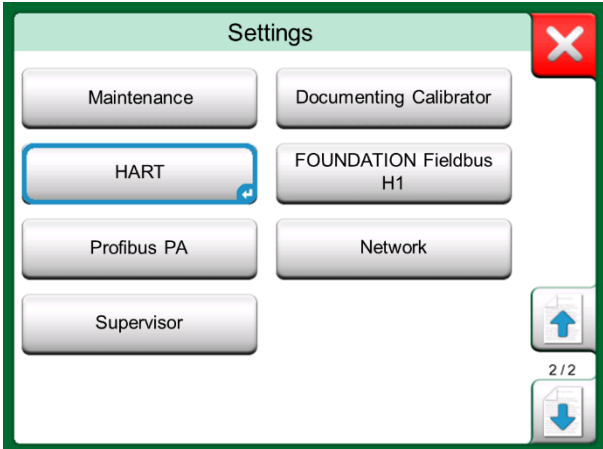 Settings
Maintenance
Documenting Calibrator
HART
FOUNDATION Fieldbus
H1
Profibus PA
Network
Supervisor
2/2